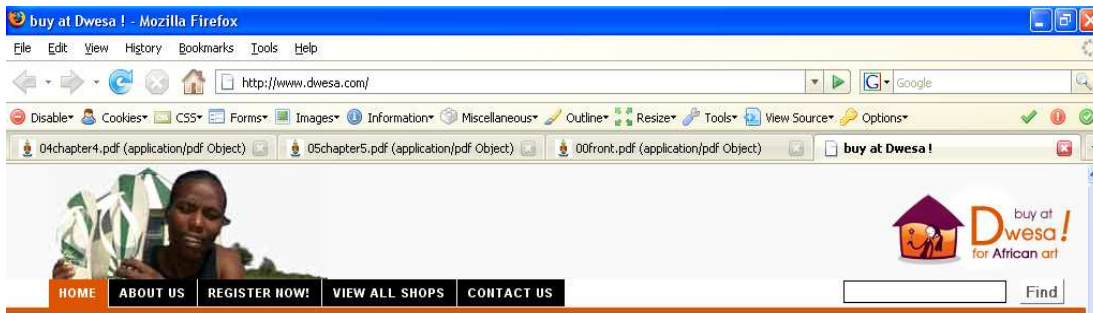 buy at Dwesa ! - Mozilla Firefox
File Edit View History Bookmarks Tools Help
http://www.dwesa.com/ G Google
Disable Cookies CSS Forms Images Information Miscellaneous Outline Resize Tools View Source Options
04chapter4.pdf (application/pdf Object) 05chapter5.pdf (application/pdf Object) 00front.pdf (application/pdf Object) buy at Dwesa !
buy at
Dwesa!
for African art
HOME ABOUT US REGISTER NOW! VIEW ALL SHOPS CONTACT US Find